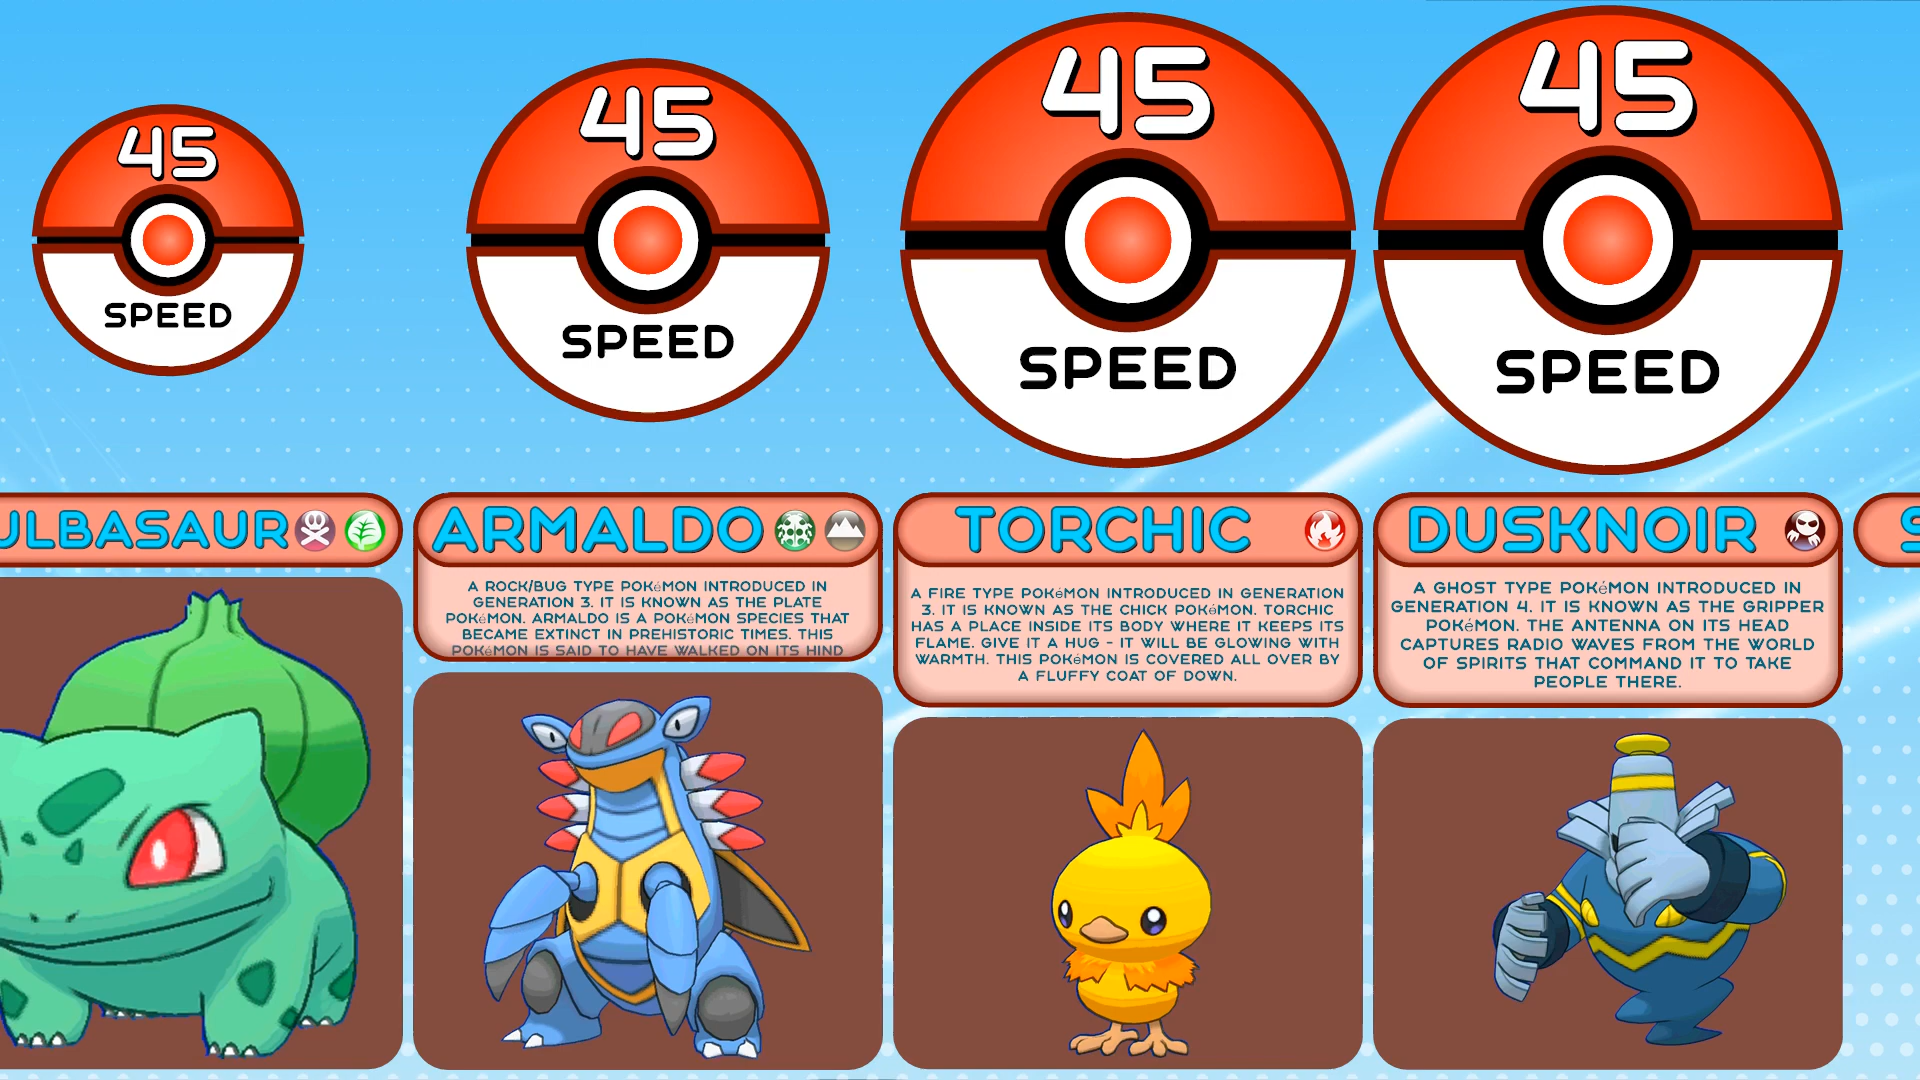 45
SPEED
45
SPEED
45
SPEED
45
SPEED
ULBASAUR
ARMALDO
A ROCK/BUG TYPE POKéMON INTRODUCED IN
GENERATION 3. IT IS KNOWN AS THE PLATE
POKéMON. ARMALDO IS A POKéMON SPECIES THAT
BECAME EXTINCT IN PREHISTORIC TIMES. THIS
POKéMON IS SAID TO HAVE WALKED ON ITS HIND
TORCHIC
A FIRE TYPE POKéMON INTRODUCED IN GENERATION
3. IT IS KNOWN AS THE CHICK POKéMON. TORCHIC
HAS A PLACE INSIDE ITS BODY WHERE IT KEEPS ITS
FLAME. GIVE IT A HUG - IT WILL BE GLOWING WITH
WARMTH. THIS POKéMON IS COVERED ALL OVER BY
A FLUFFY COAT OF DOWN.
DUSKNOIR
A GHOST TYPE POKéMON INTRODUCED IN
GENERATION 4. IT IS KNOWN AS THE GRIPPER
POKéMON. THE ANTENNA ON ITS HEAD
CAPTURES RADIO WAVES FROM THE WORLD
OF SPIRITS THAT COMMAND IT TO TAKE
PEOPLE THERE.
S